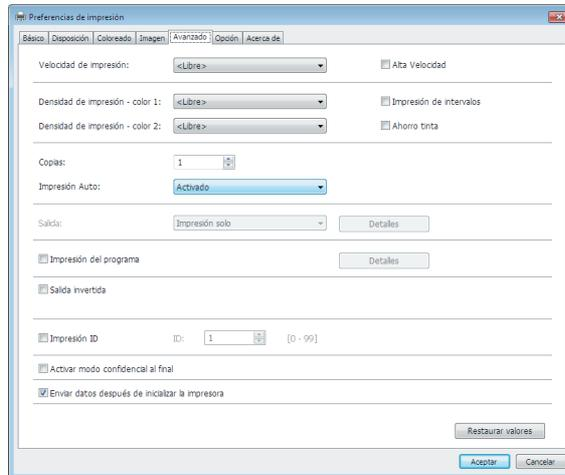 Preferencias de impresión
Básico Disposición Coloreado Imagen Avanzado Opción Acerca de
Velocidad de impresión: <Libre> Alta Velocidad
Densidad de impresión - color 1: <Libre> Impresión de intervalos
Densidad de impresión - color 2: <Libre> Ahorro tinta
Copias: 1
Impresión Auto: Activado
Salida: Impresión solo Detalles
Impresión del programa Detalles
Salida invertida
Impresión ID ID: 1 [0 - 99]
Activar modo confidencial al final
Enviar datos después de inicializar la impresora
Restaurar valores
Aceptar Cancelar